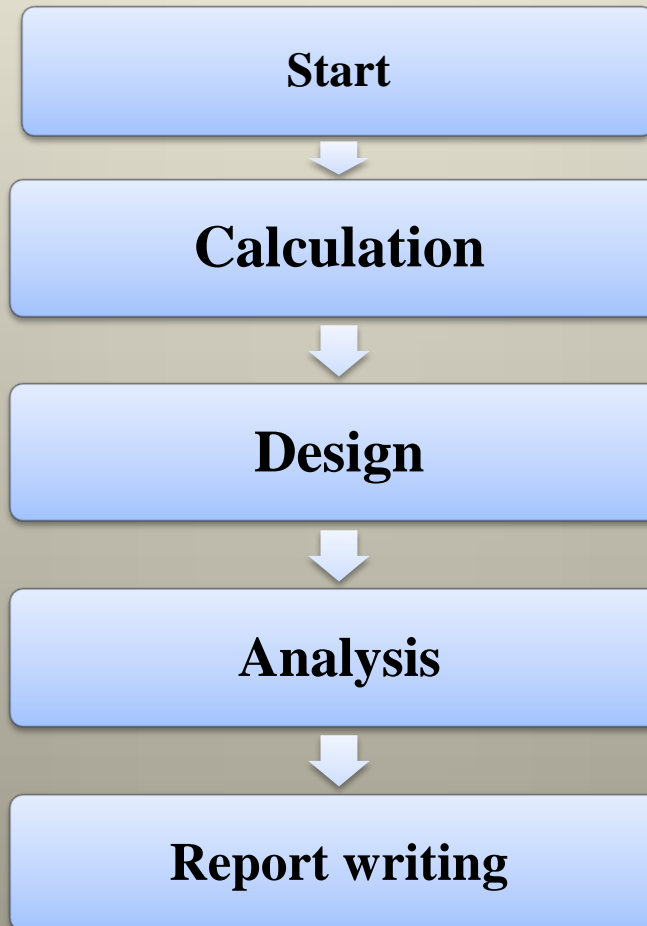 Start
Calculation
Design
Analysis
Report writing